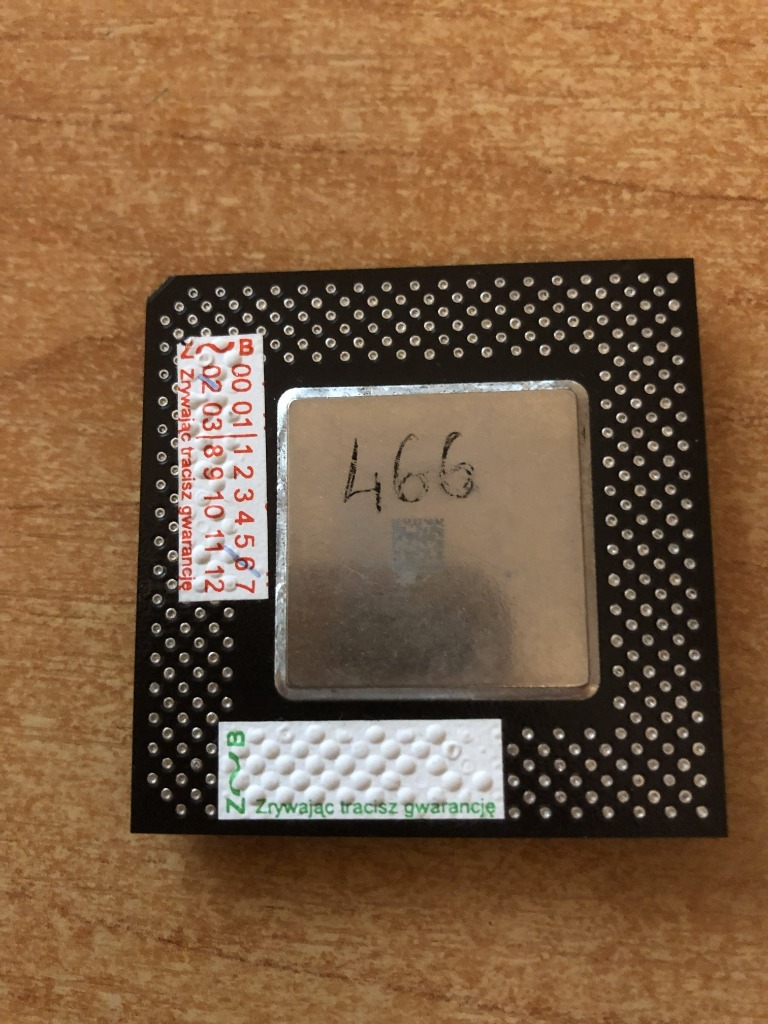 B 00 01|1 2 3 4 5 6 7
02 03|8 9 10 11 12
Z Zrywając tracisz gwarancję
466
B
Z Zrywając tracisz gwarancję